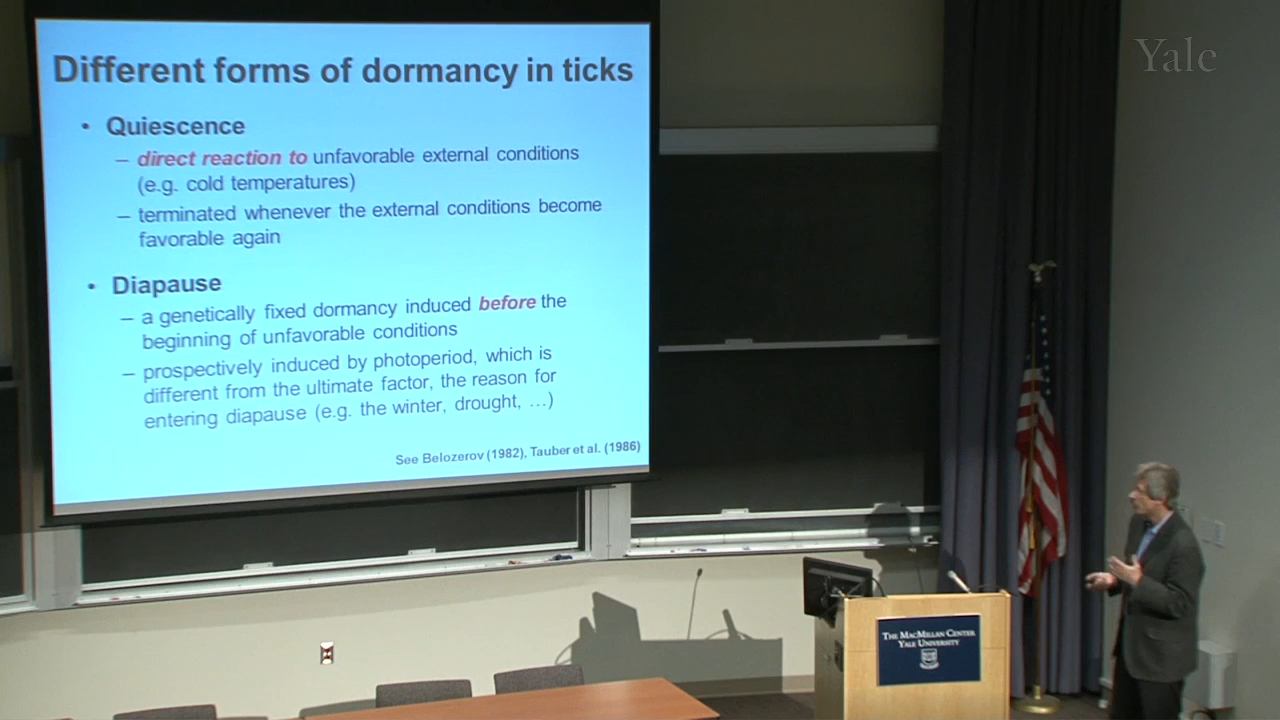 Different forms of dormancy in ticks
• Quiescence
– direct reaction to unfavorable external conditions
(e.g. cold temperatures)
– terminated whenever the external conditions become
favorable again
• Diapause
– a genetically fixed dormancy induced before the
beginning of unfavorable conditions
– prospectively induced by photoperiod, which is
different from the ultimate factor, the reason for
entering diapause (e.g. the winter, drought, …)
See Belozerov (1982), Tauber et al. (1986)
Yale
THE MACMILLAN CENTER
YALE UNIVERSITY